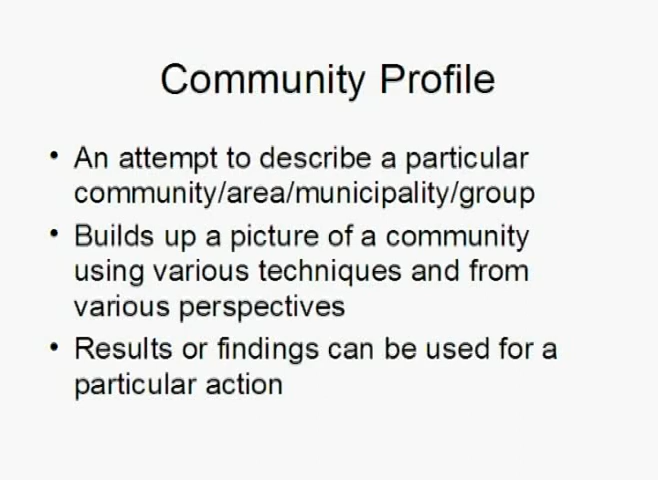 Community Profile
• An attempt to describe a particular
community/area/municipality/group
• Builds up a picture of a community
using various techniques and from
various perspectives
• Results or findings can be used for a
particular action